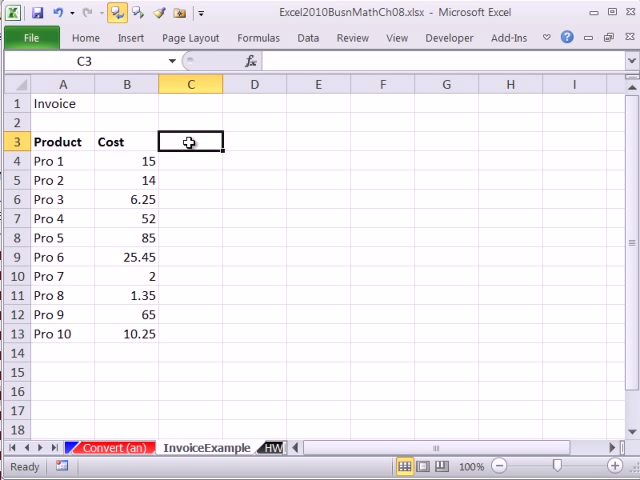 Excel2010BusnMathCh08.xlsx - Microsoft Excel
File Home Insert Page Layout Formulas Data Review View Developer Add-Ins
C3 fx
A B C D E F G H I
1 Invoice
2
3 Product Cost
4 Pro 1 15
5 Pro 2 14
6 Pro 3 6.25
7 Pro 4 52
8 Pro 5 85
9 Pro 6 25.45
10 Pro 7 2
11 Pro 8 1.35
12 Pro 9 65
13 Pro 10 10.25
14
15
16
17
18
Convert (an) InvoiceExample HW
Ready 100%